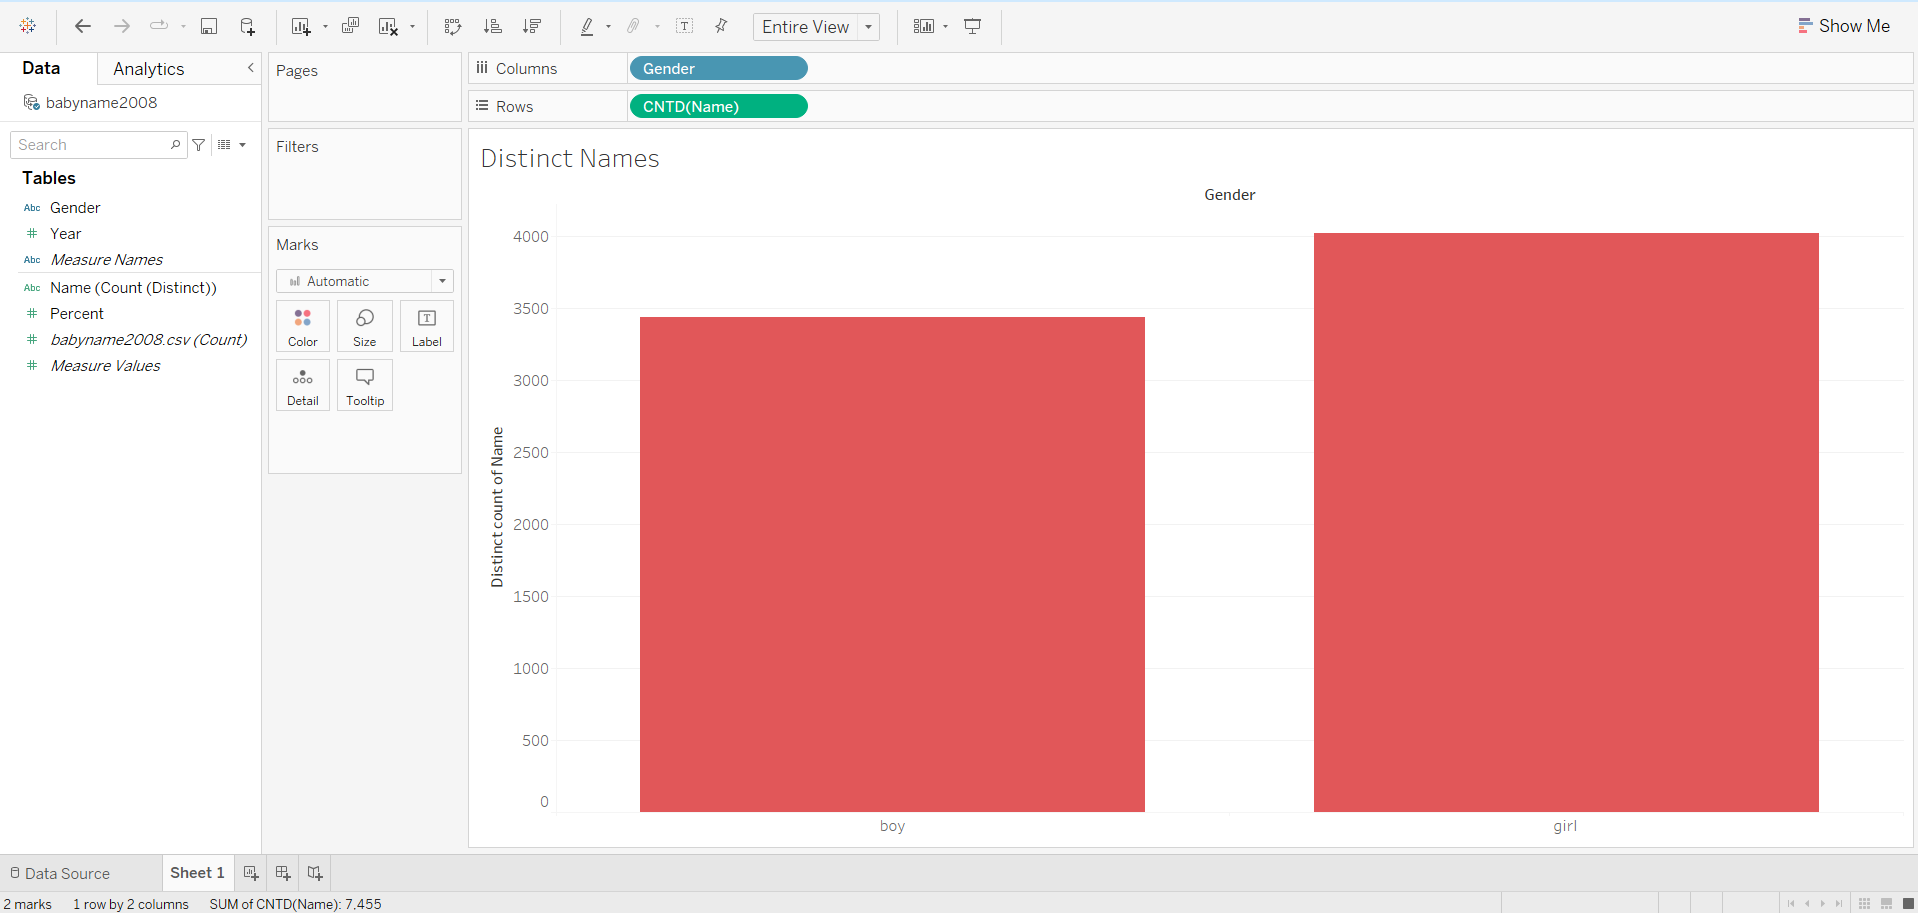 Entire View
Show Me
Data
Analytics
babyname2008
Search
Tables
Abc Gender
# Year
Abc Measure Names
Abc Name (Count (Distinct))
# Percent
# babyname2008.csv (Count)
# Measure Values
Pages
Filters
Marks
Automatic
Color Size T Label
Detail Tooltip
Columns Gender
Rows CNTD(Name)
Distinct Names
Gender
Distinct count of Name
4000
3500
3000
2500
2000
1500
1000
500
0
boy girl
Data Source Sheet 1
2 marks 1 row by 2 columns SUM of CNTD(Name): 7,455